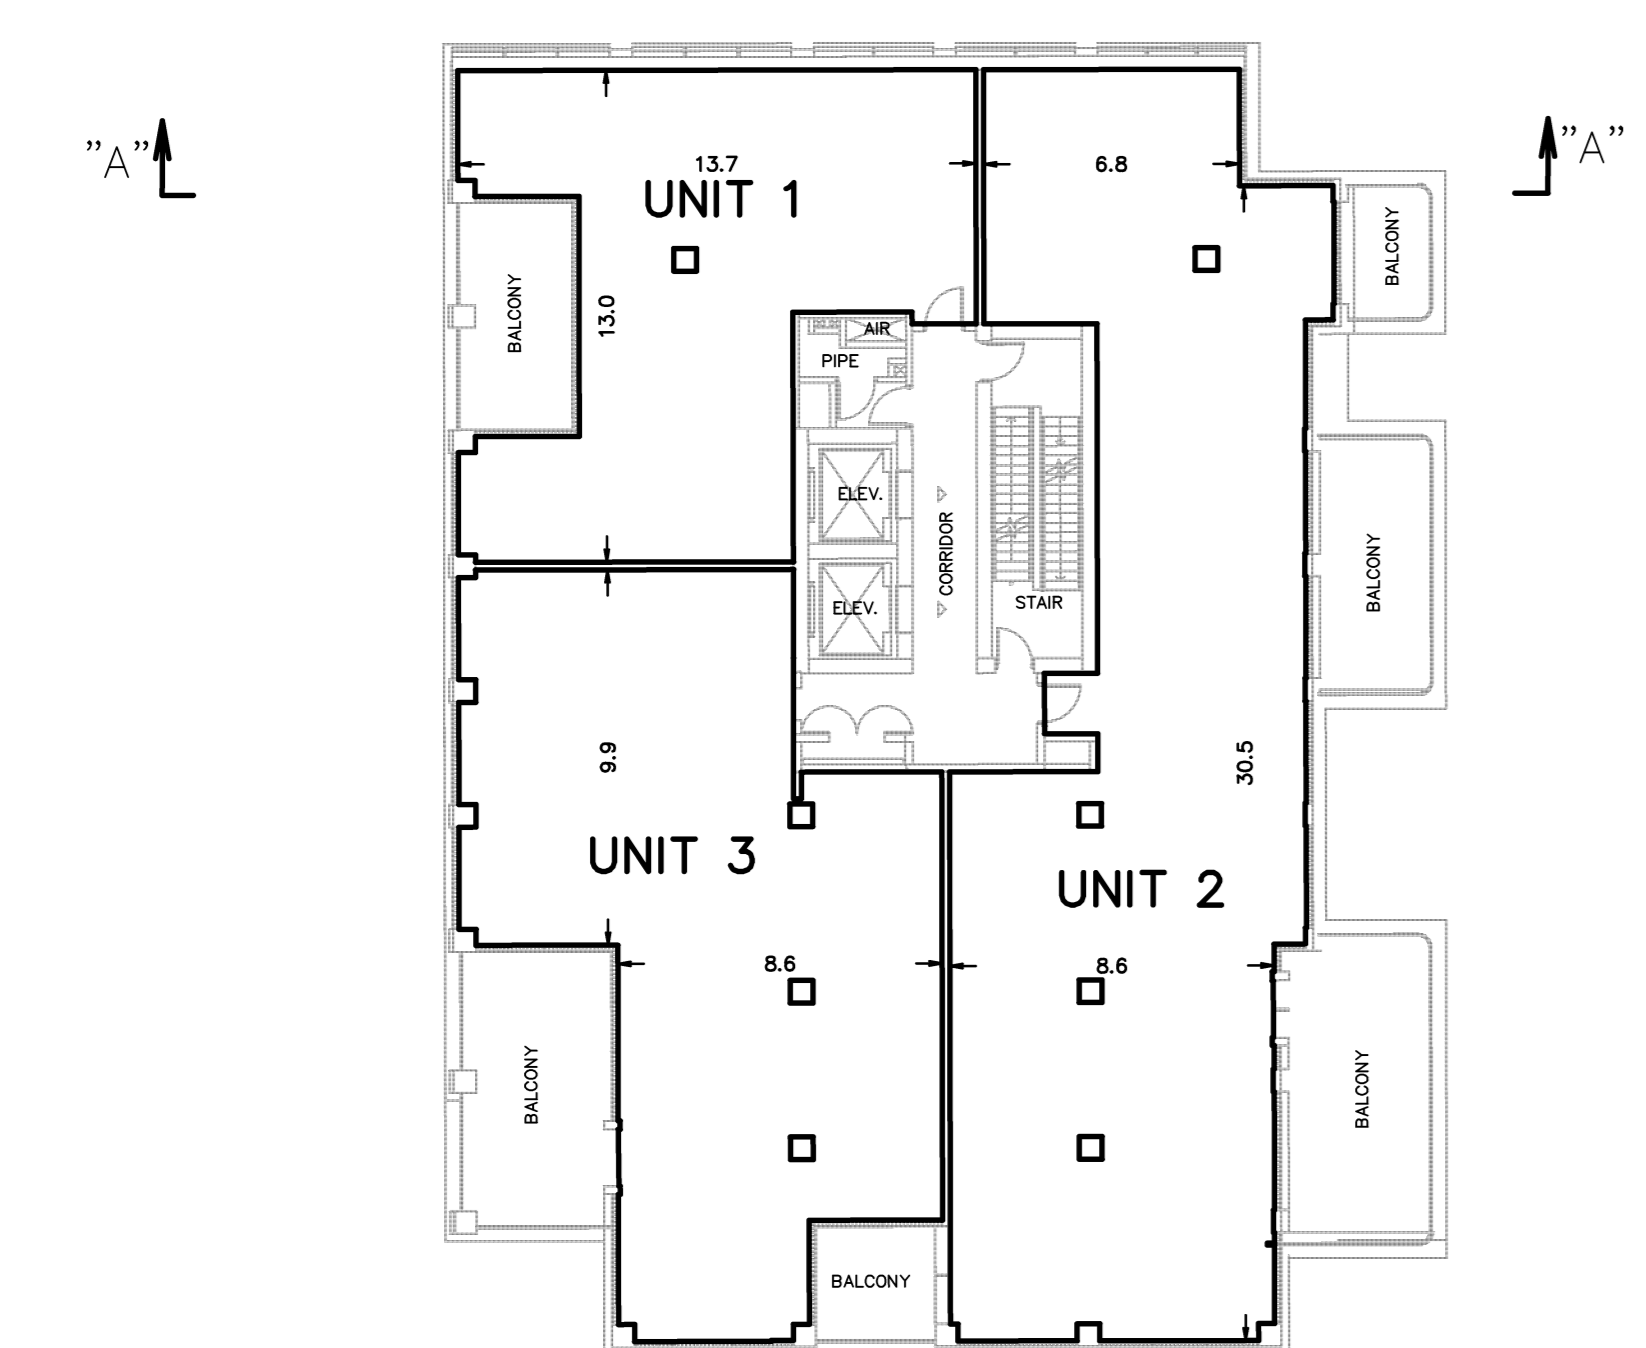 "A"
"A"
13.7
6.8
UNIT 1
BALCONY
BALCONY
13.0
AIR
PIPE
ELEV.
CORRIDOR
BALCONY
ELEV.
STAIR
9.9
30.5
UNIT 3
UNIT 2
8.6
8.6
BALCONY
BALCONY
BALCONY